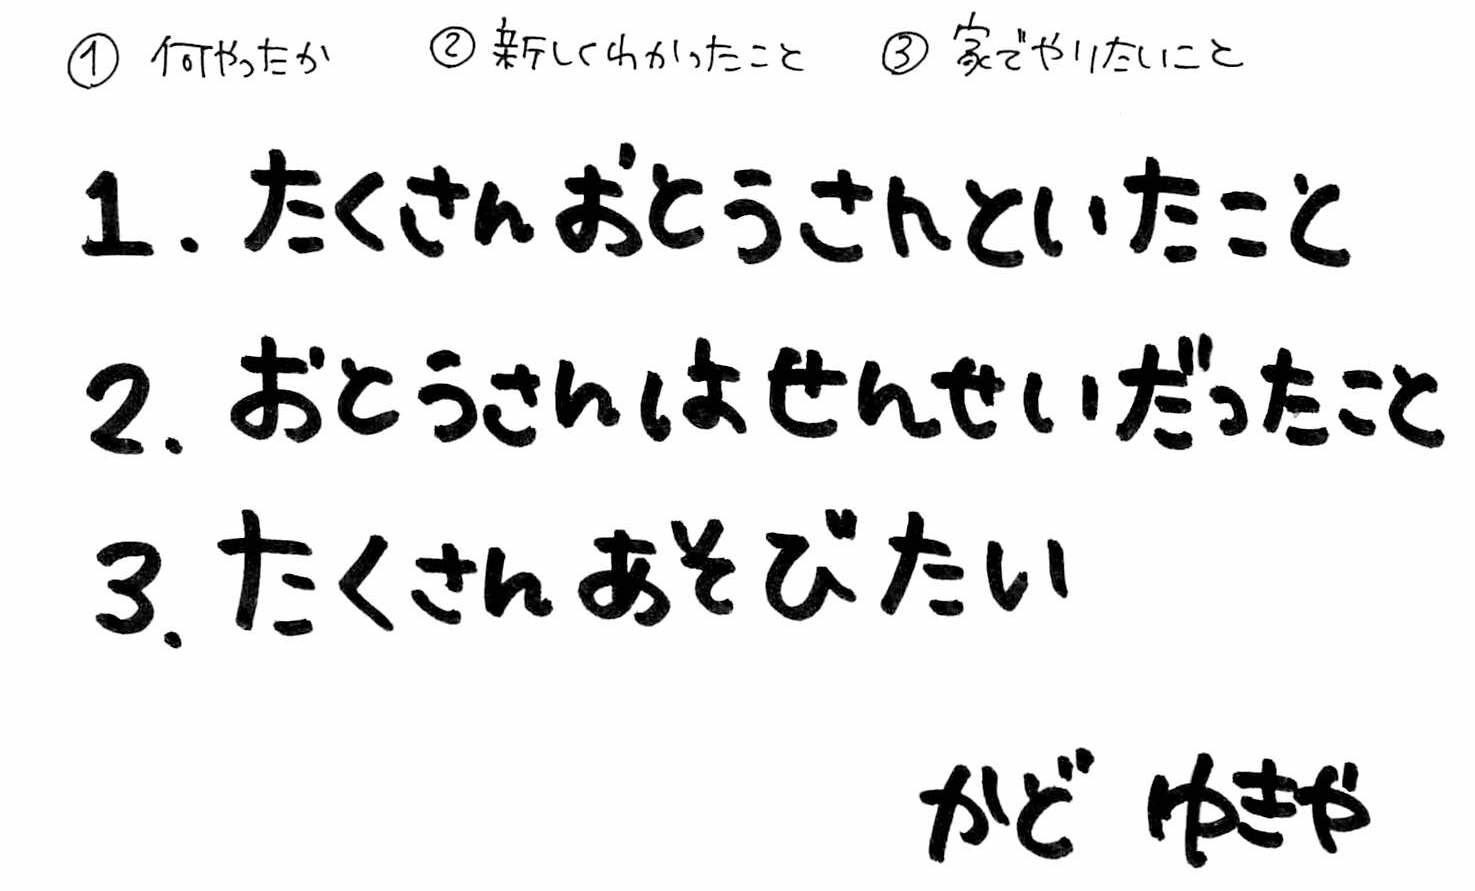 ① 何やったか ② 新しくわかったこと ③ 家でやりたいこと
1. たくさんおとうさんといたこと
2. おとうさんはせんせいだったこと
3. たくさんあそびたい
かど ゆきや